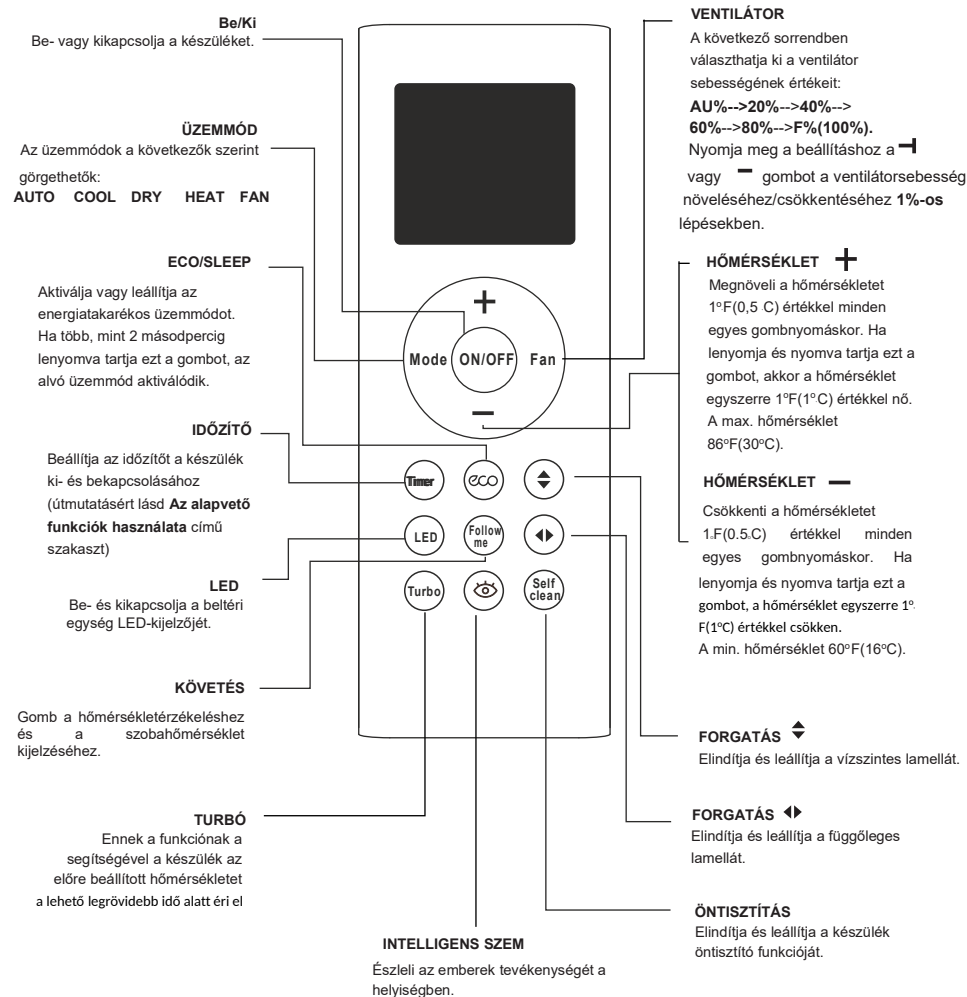 Be/Ki
Be- vagy kikapcsolja a készüléket.
ÜZEMMÓD
Az üzemmódok a következők szerint
görgethetők:
AUTO COOL DRY HEAT FAN
ECO/SLEEP
Aktiválja vagy leállítja az
energiatakarékos üzemmódot.
Ha több, mint 2 másodpercig
lenyomva tartja ezt a gombot, az
alvó üzemmód aktiválódik.
IDŐZÍTŐ
Beállítja az időzítőt a készülék
ki- és bekapcsolásához
(útmutatásért lásd Az alapvető
funkciók használata című
szakaszt)
LED
Be- és kikapcsolja a beltéri
egység LED-kijelzőjét.
KÖVETÉS
Gomb a hőmérsékletérzékeléshez
és a szobahőmérséklet
kijelzéséhez.
TURBÓ
Ennek a funkciónak a
segítségével a készülék az
előre beállított hőmérsékletet
a lehető legrövidebb idő alatt éri el
+
Mode ON/OFF Fan
−
Timer eco
LED Follow me
Turbo Self clean
INTELLIGENS SZEM
Észleli az emberek tevékenységét a
helyiségben.
VENTILÁTOR
A következő sorrendben
választhatja ki a ventilátor
sebességének értékeit:
AU%-->20%-->40%-->
60%-->80%-->F%(100%).
Nyomja meg a beállításhoz a
vagy − gombot a ventilátorsebesség
növeléséhez/csökkentéséhez 1%-os
lépésekben.
HŐMÉRSÉKLET +
Megnöveli a hőmérsékletet
1°F(0,5 C) értékkel minden
egyes gombnyomáskor. Ha
lenyomja és nyomva tartja ezt a
gombot, akkor a hőmérséklet
egyszerre 1°F(1°C) értékkel nő.
A max. hőmérséklet
86°F(30°C).
HŐMÉRSÉKLET −
Csökkenti a hőmérsékletet
1°F(0.5°C) értékkel minden
egyes gombnyomáskor. Ha
lenyomja és nyomva tartja ezt a
gombot, a hőmérséklet egyszerre 1°
F(1°C) értékkel csökken.
A min. hőmérséklet 60°F(16°C).
FORGATÁS
Elindítja és leállítja a vízszintes lamellát.
FORGATÁS
Elindítja és leállítja a függőleges
lamellát.
ÖNTISZTÍTÁS
Elindítja és leállítja a készülék
öntisztító funkcióját.